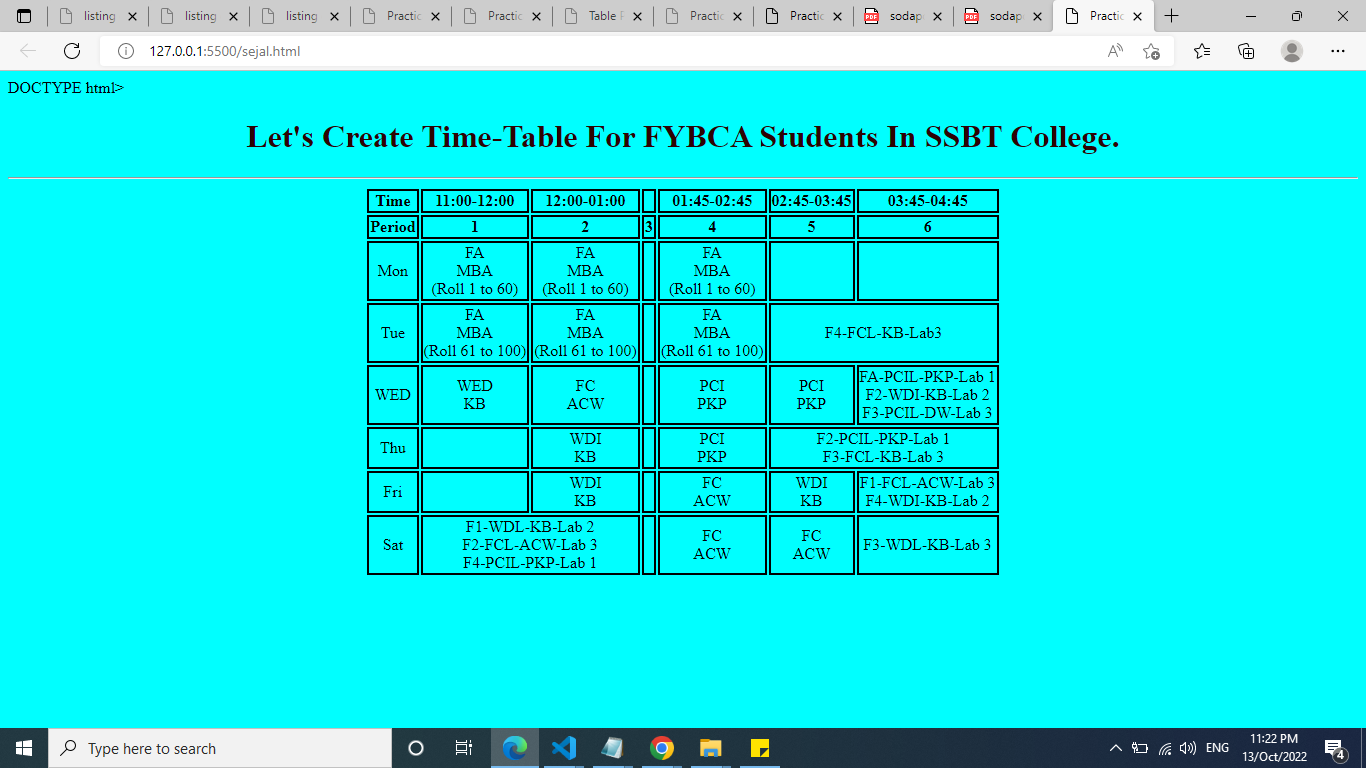 listing
listing
listing
Practic
Practic
Table F
Practic
Practic
sodap
sodap
Practic
127.0.0.1:5500/sejal.html
DOCTYPE html>
Let's Create Time-Table For FYBCA Students In SSBT College.
Time 11:00-12:00 12:00-01:00 01:45-02:45 02:45-03:45 03:45-04:45
Period 1 2 3 4 5 6
Mon
FA
MBA
(Roll 1 to 60)
FA
MBA
(Roll 1 to 60)
FA
MBA
(Roll 1 to 60)
Tue
FA
MBA
(Roll 61 to 100)
FA
MBA
(Roll 61 to 100)
FA
MBA
(Roll 61 to 100)
F4-FCL-KB-Lab3
WED
WED
KB
FC
ACW
PCI
PKP
PCI
PKP
FA-PCIL-PKP-Lab 1
F2-WDI-KB-Lab 2
F3-PCIL-DW-Lab 3
Thu
WDI
KB
PCI
PKP
F2-PCIL-PKP-Lab 1
F3-FCL-KB-Lab 3
Fri
WDI
KB
FC
ACW
WDI
KB
F1-FCL-ACW-Lab 3
F4-WDI-KB-Lab 2
Sat
F1-WDL-KB-Lab 2
F2-FCL-ACW-Lab 3
F4-PCIL-PKP-Lab 1
FC
ACW
FC
ACW
F3-WDL-KB-Lab 3
Type here to search
ENG
11:22 PM
13/Oct/2022
4